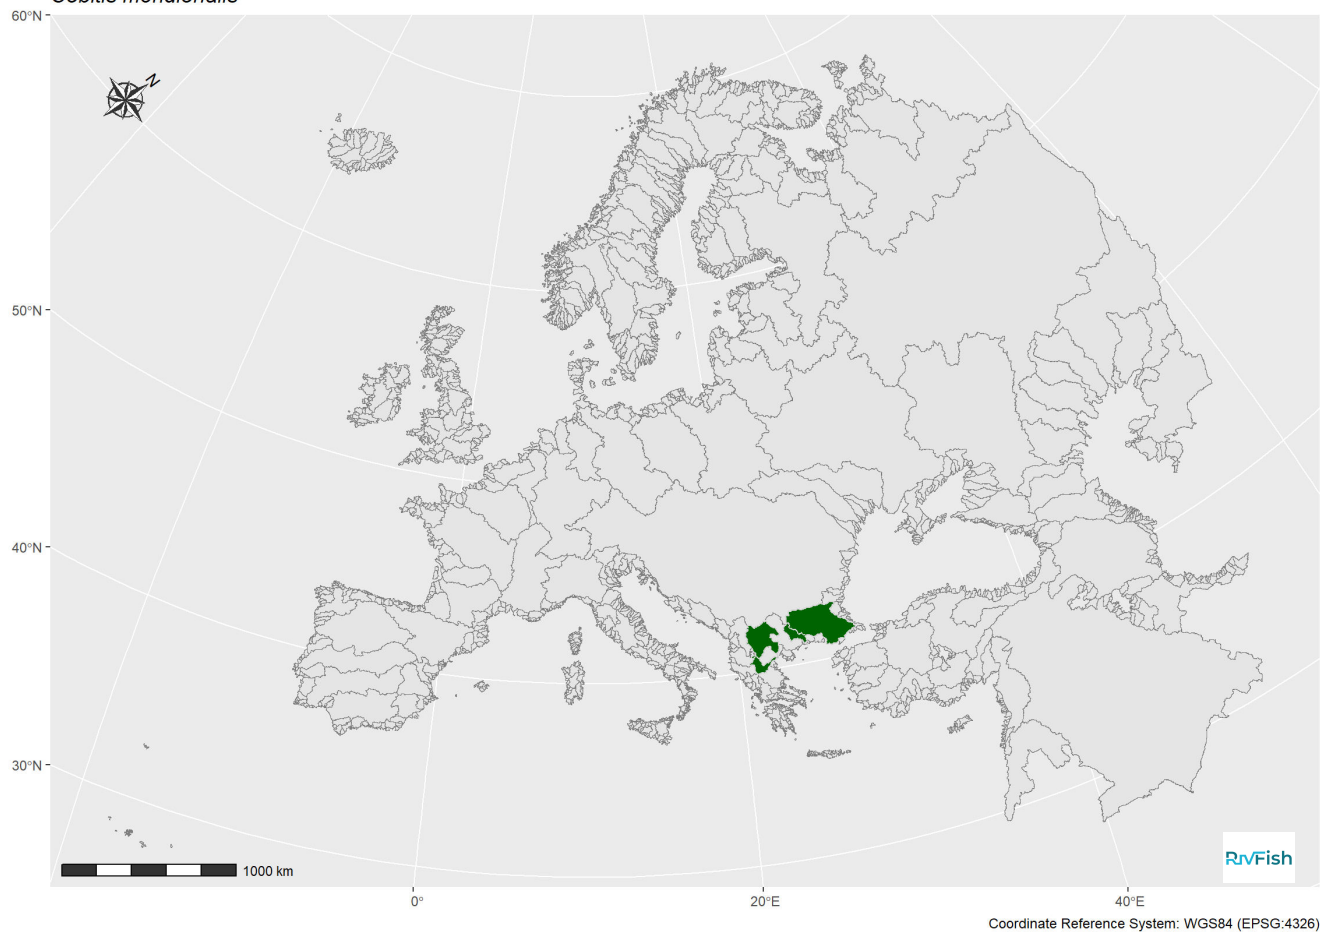 Cobitis meridionalis
60°N
N
50°N
40°N
30°N
1000 km
RivFish
0°
20°E
40°E
Coordinate Reference System: WGS84 (EPSG:4326)